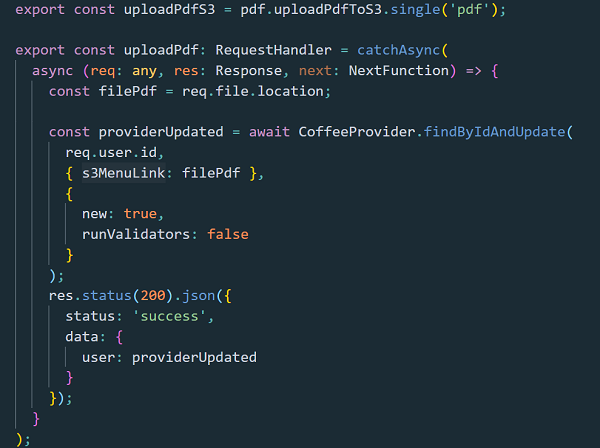 export const uploadPdfS3 = pdf.uploadPdfToS3.single('pdf');
export const uploadPdf: RequestHandler = catchAsync(
async (req: any, res: Response, next: NextFunction) => {
const filePdf = req.file.location;
const providerUpdated = await CoffeeProvider.findByIdAndUpdate(
req.user.id,
{ s3MenuLink: filePdf },
{
new: true,
runValidators: false
}
);
res.status(200).json({
status: 'success',
data: {
user: providerUpdated
}
});
}
);